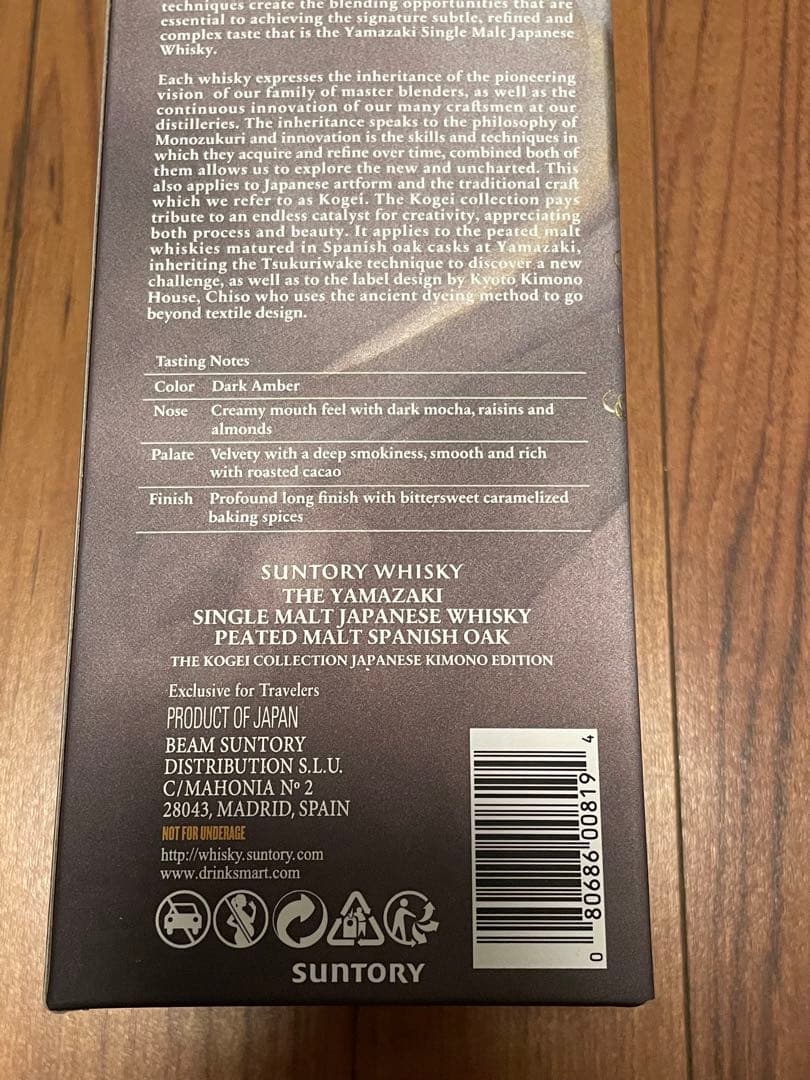 techniques create the blending opportunities that are
essential to achieving the signature subtle, refined and
complex taste that is the Yamazaki Single Malt Japanese
Whisky.
Each whisky expresses the inheritance of the pioneering
vision of our family of master blenders, as well as the
continuous innovation of our many craftsmen at our
distilleries. The inheritance speaks to the philosophy of
Monozukuri and innovation is the skills and techniques in
which they acquire and refine over time, combined both of
them allows us to explore the new and uncharted. This
also applies to Japanese artform and the traditional craft
which we refer to as Kogei. The Kogei collection pays
tribute to an endless catalyst for creativity, appreciating
both process and beauty. It applies to the peated malt
whiskies matured in Spanish oak casks at Yamazaki,
inheriting the Tsukuriwake technique to discover a new
challenge, as well as to the label design by Kyoto Kimono
House, Chiso who uses the ancient dyeing method to go
beyond textile design.
Tasting Notes
Color Dark Amber
Nose Creamy mouth feel with dark mocha, raisins and
almonds
Palate Velvety with a deep smokiness, smooth and rich
with roasted cacao
Finish Profound long finish with bittersweet caramelized
baking spices
SUNTORY WHISKY
THE YAMAZAKI
SINGLE MALT JAPANESE WHISKY
PEATED MALT SPANISH OAK
THE KOGEI COLLECTION JAPANESE KIMONO EDITION
Exclusive for Travelers
PRODUCT OF JAPAN
BEAM SUNTORY
DISTRIBUTION S.L.U.
C/MAHONIA Nº 2
28043, MADRID, SPAIN
NOT FOR UNDERAGE
http://whisky.suntory.com
www.drinksmart.com
SUNTORY
0 80686 00819 4